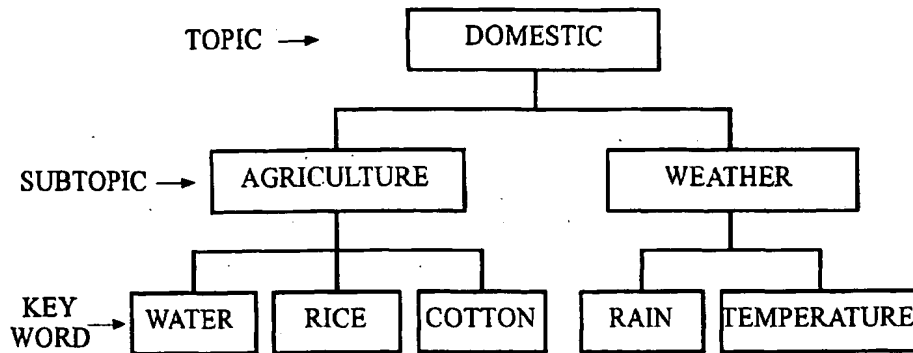 TOPIC → DOMESTIC
SUBTOPIC → AGRICULTURE WEATHER
KEY
WORD → WATER RICE COTTON RAIN TEMPERATURE